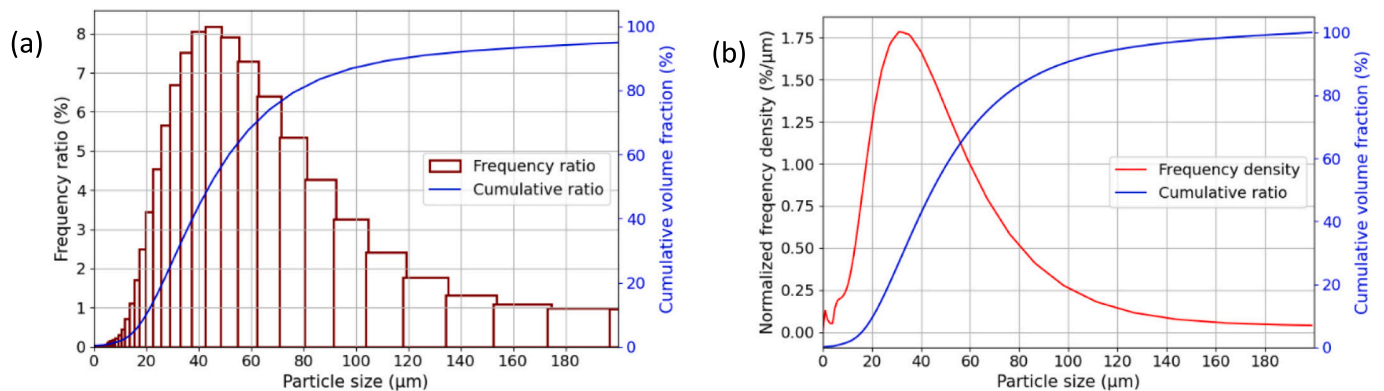 (a)
Frequency ratio (%)
8
7
6
5
4
3
2
1
0
0 20 40 60 80 100 120 140 160 180
Particle size (μm)
100
80
60
40
20
0
Cumulative volume fraction (%)
Frequency ratio
Cumulative ratio
(b)
Normalized freqency density (%/μm)
1.75
1.50
1.25
1.00
0.75
0.50
0.25
0.00
0 20 40 60 80 100 120 140 160 180
Particle size (μm)
100
80
60
40
20
0
Cumulative volume fraction (%)
Frequency density
Cumulative ratio